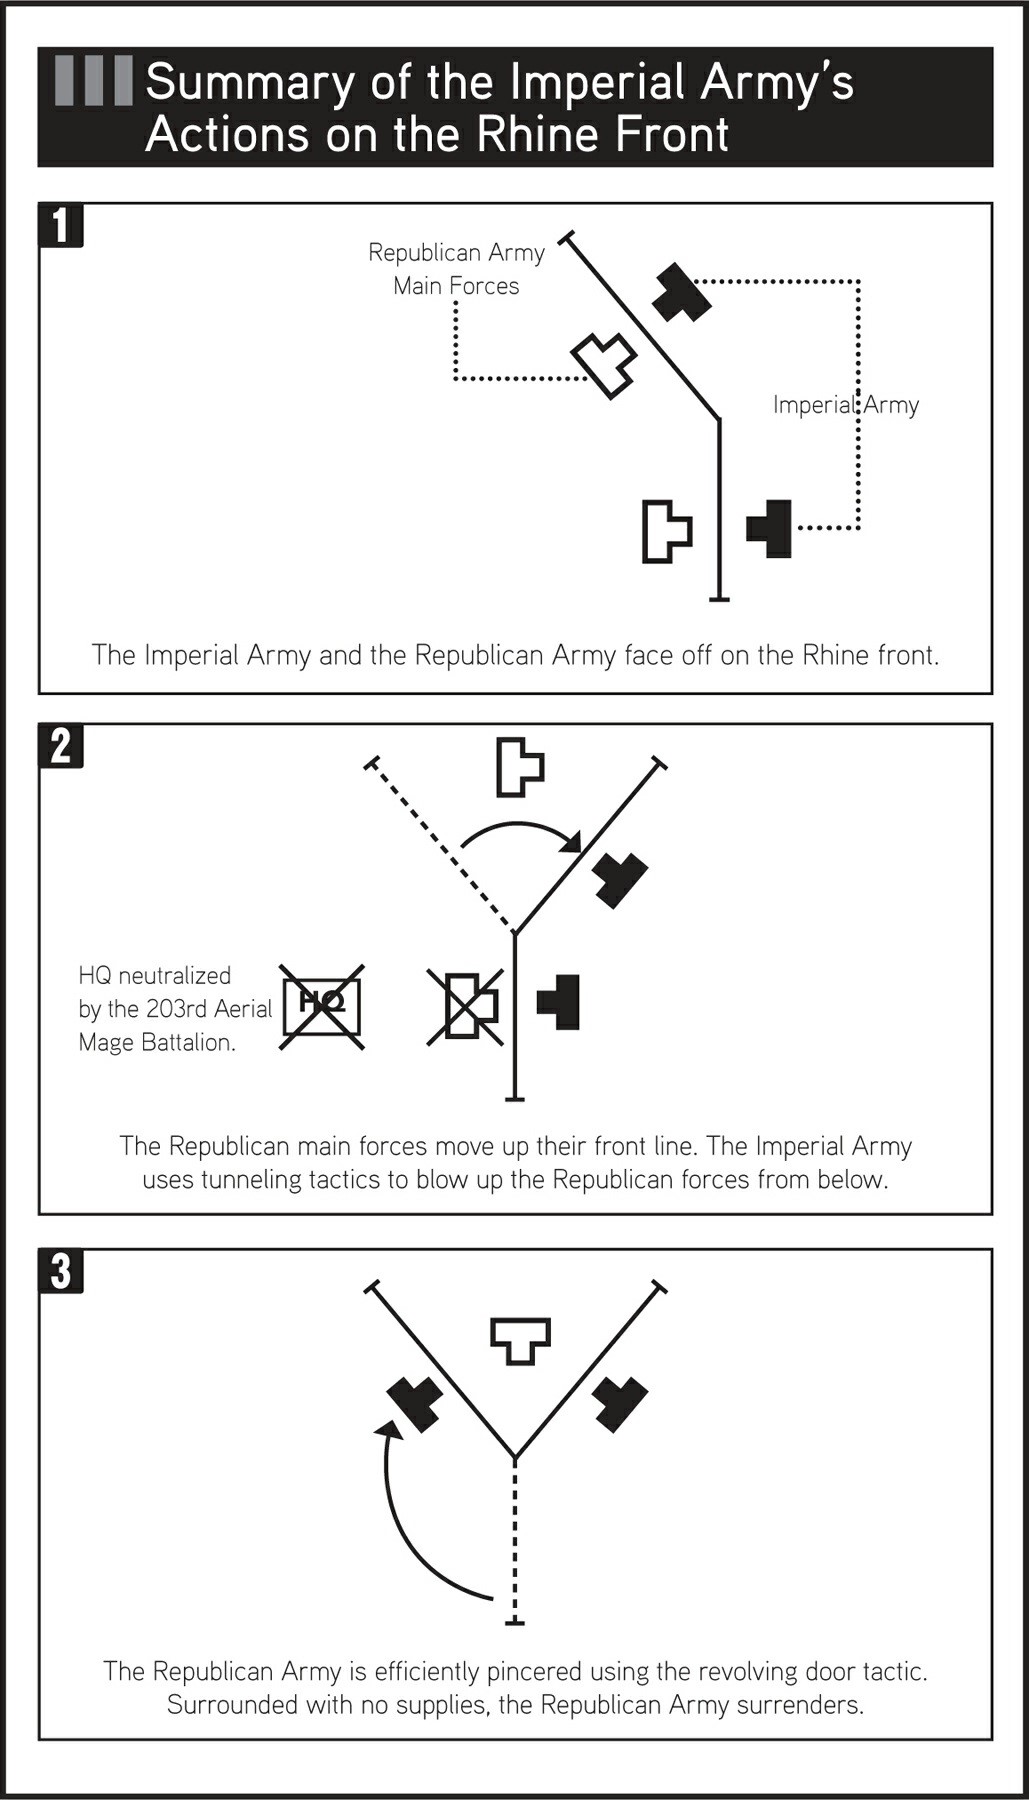 Summary of the Imperial Army's
Actions on the Rhine Front
1
Republican Army
Main Forces
Imperial Army
The Imperial Army and the Republican Army face off on the Rhine front.
2
HQ neutralized
by the 203rd Aerial
Mage Battalion.
HQ
The Republican main forces move up their front line. The Imperial Army
uses tunneling tactics to blow up the Republican forces from below.
3
The Republican Army is efficiently pincered using the revolving door tactic.
Surrounded with no supplies, the Republican Army surrenders.